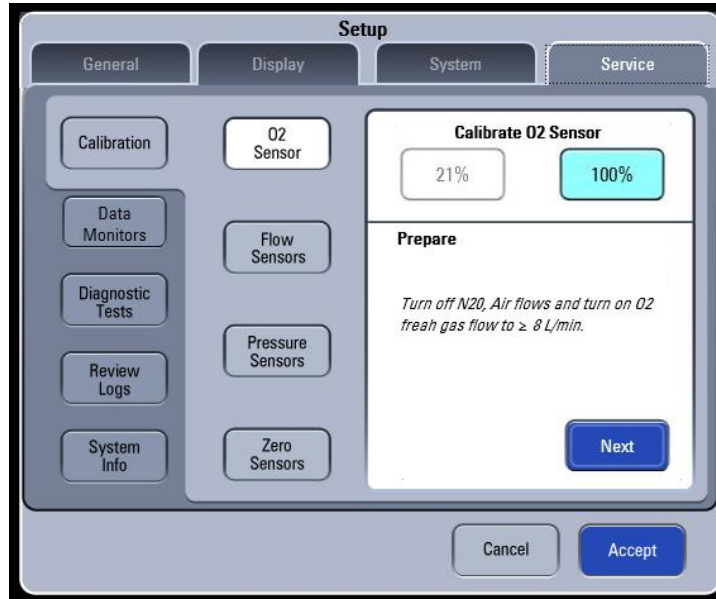 Setup
General
Display
System
Service
Calibration
Data
Monitors
Diagnostic
Tests
Review
Logs
System
Info
O2
Sensor
Flow
Sensors
Pressure
Sensors
Zero
Sensors
Calibrate O2 Sensor
21%
100%
Prepare
Turn off N20, Air flows and turn on O2
freah gas flow to ≥ 8 L/min.
Next
Cancel
Accept